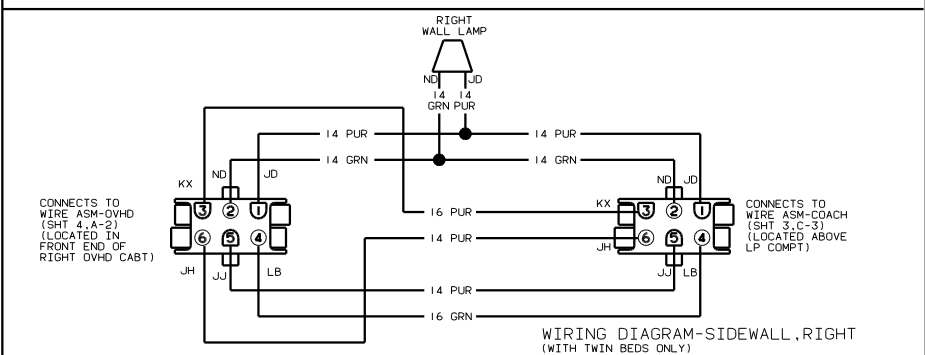 RIGHT
WALL LAMP
ND JD
14 14
GRN PUR
14 PUR 14 PUR
14 GRN 14 GRN
KX ND JD
ND JD
KX
CONNECTS TO
WIRE ASM-OVHD
(SHT 4,A-2)
(LOCATED IN
FRONT END OF
RIGHT OVHD CABT)
3 2 1
6 5 4
JH JJ LB
16 PUR
14 PUR
3 2 1
6 5 4
JH
JJ LB
CONNECTS TO
WIRE ASM-COACH
(SHT 3,C-3)
(LOCATED ABOVE
LP COMPT)
14 PUR
16 GRN
WIRING DIAGRAM-SIDEWALL,RIGHT
(WITH TWIN BEDS ONLY)